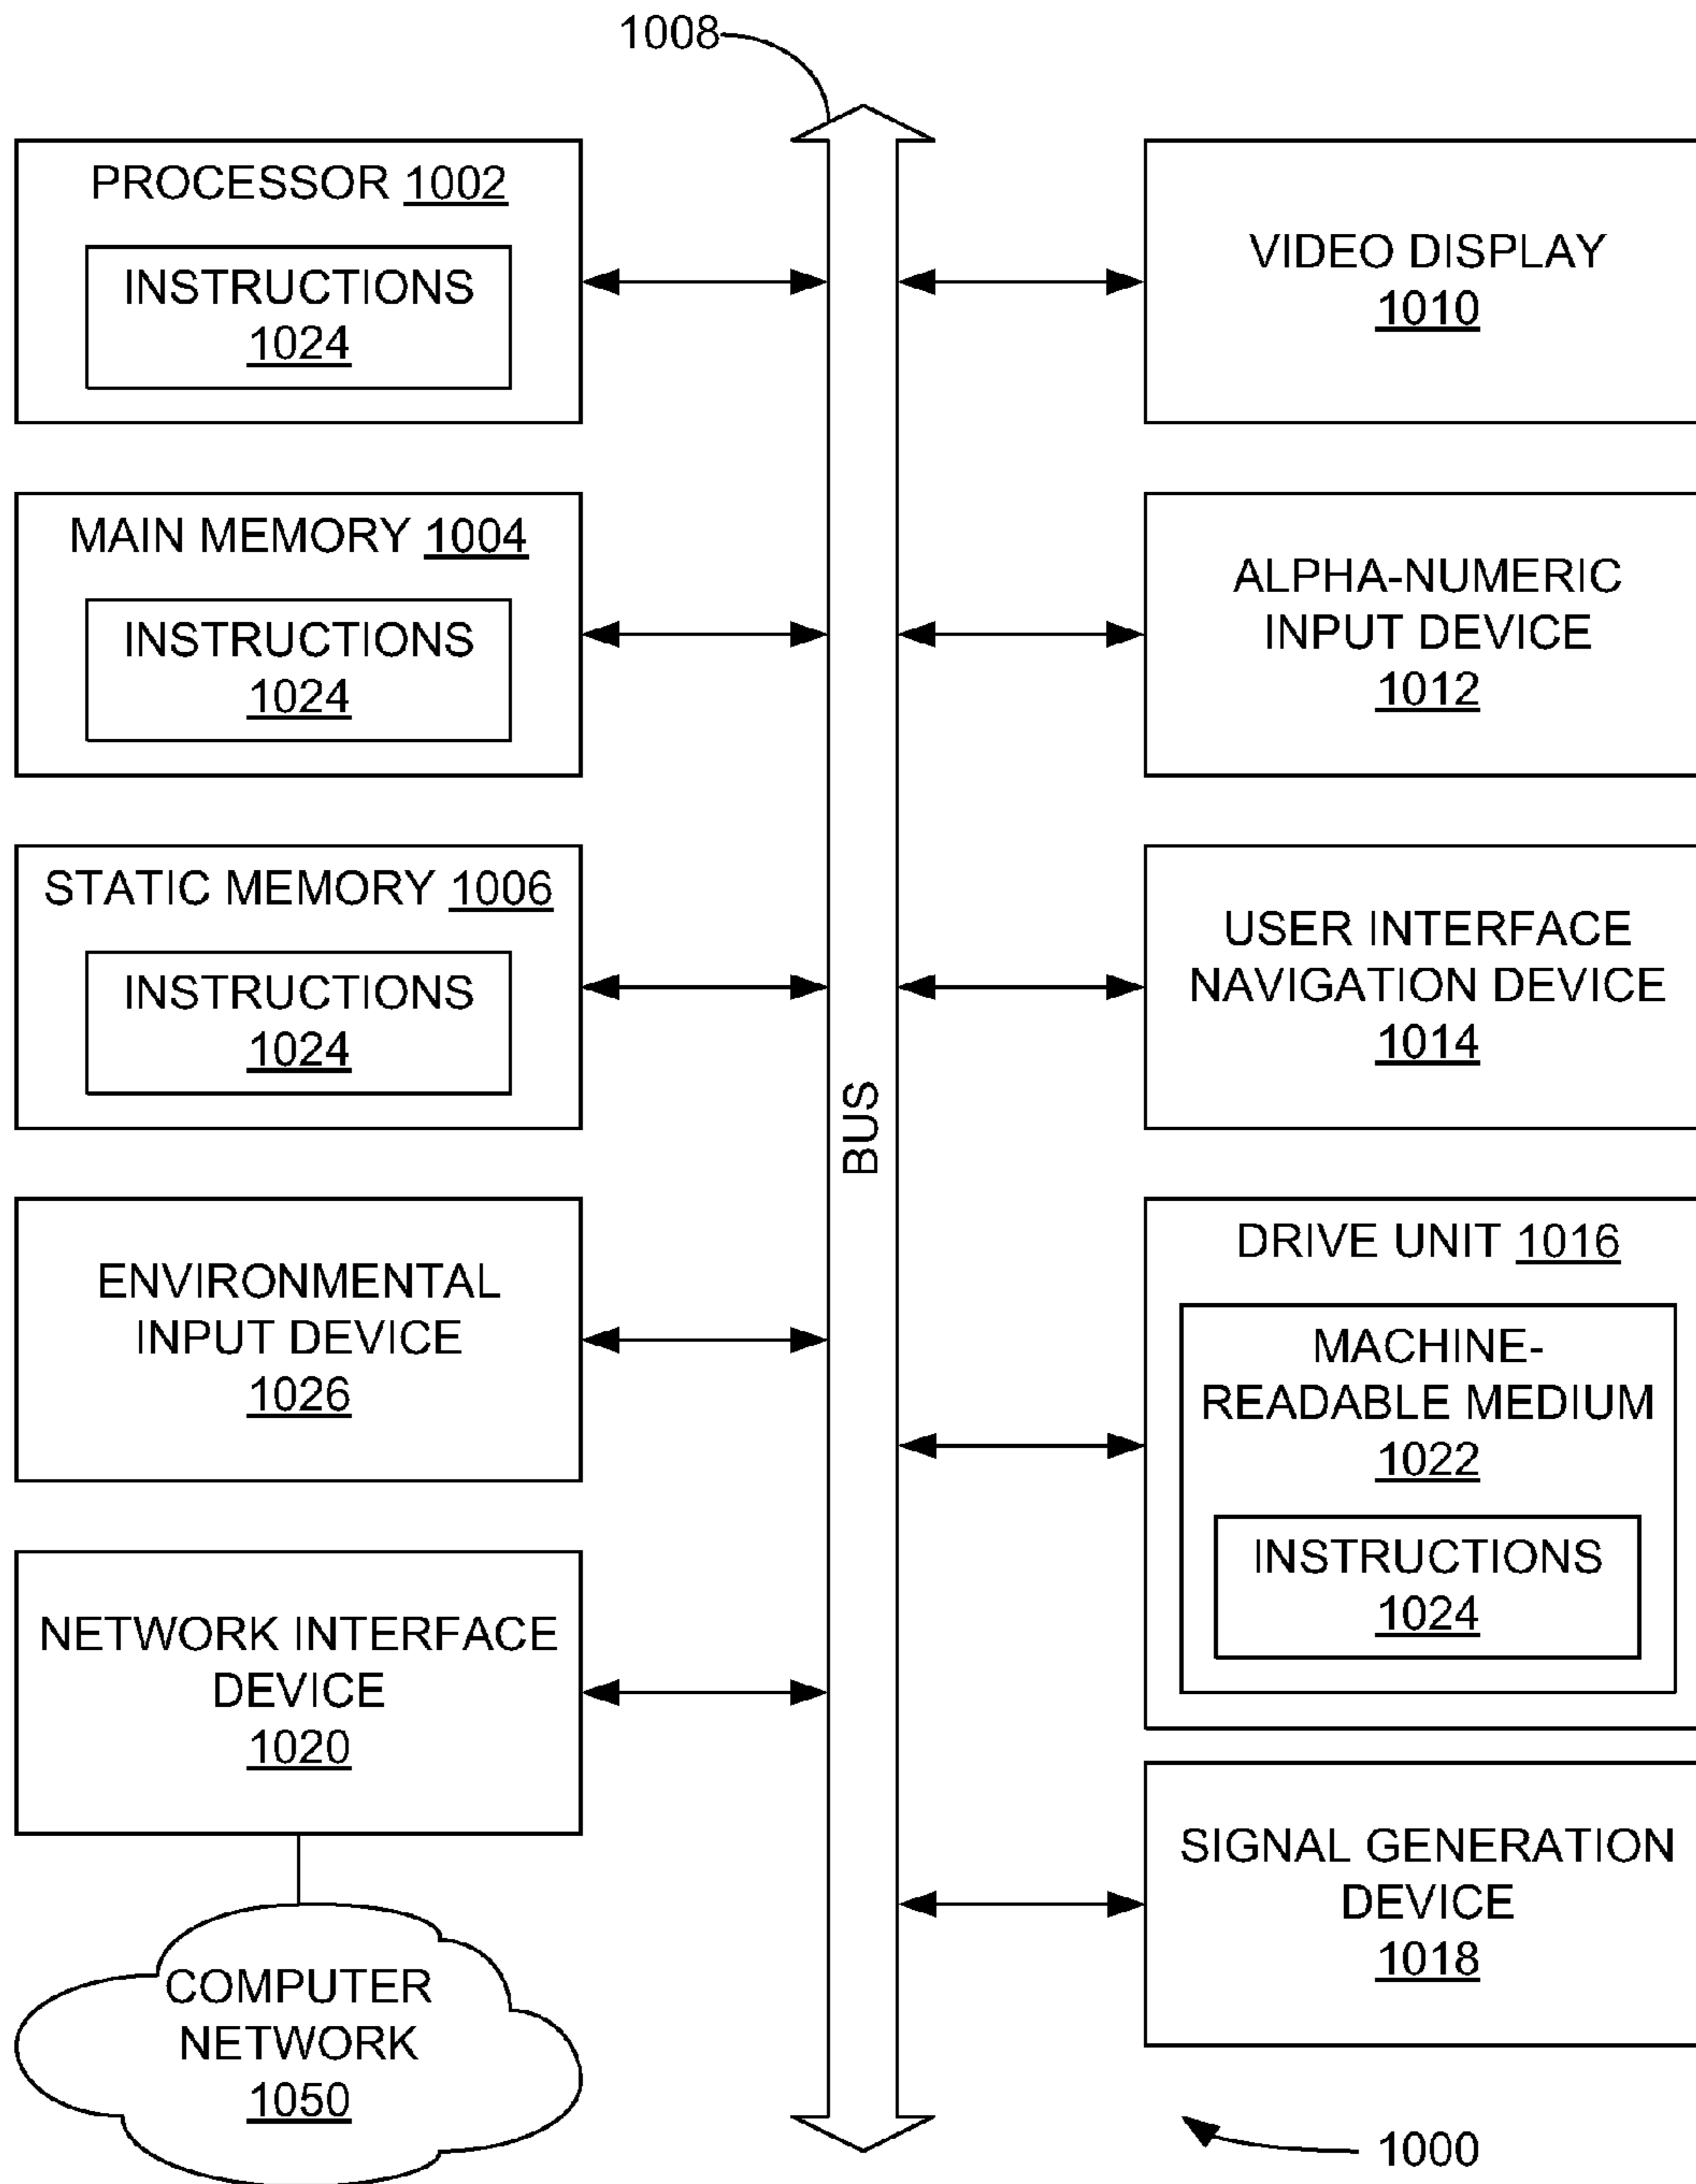 1008
PROCESSOR 1002
INSTRUCTIONS
1024
MAIN MEMORY 1004
INSTRUCTIONS
1024
STATIC MEMORY 1006
INSTRUCTIONS
1024
ENVIRONMENTAL
INPUT DEVICE
1026
NETWORK INTERFACE
DEVICE
1020
COMPUTER
NETWORK
1050
BUS
VIDEO DISPLAY
1010
ALPHA-NUMERIC
INPUT DEVICE
1012
USER INTERFACE
NAVIGATION DEVICE
1014
DRIVE UNIT 1016
MACHINE-
READABLE MEDIUM
1022
INSTRUCTIONS
1024
SIGNAL GENERATION
DEVICE
1018
1000